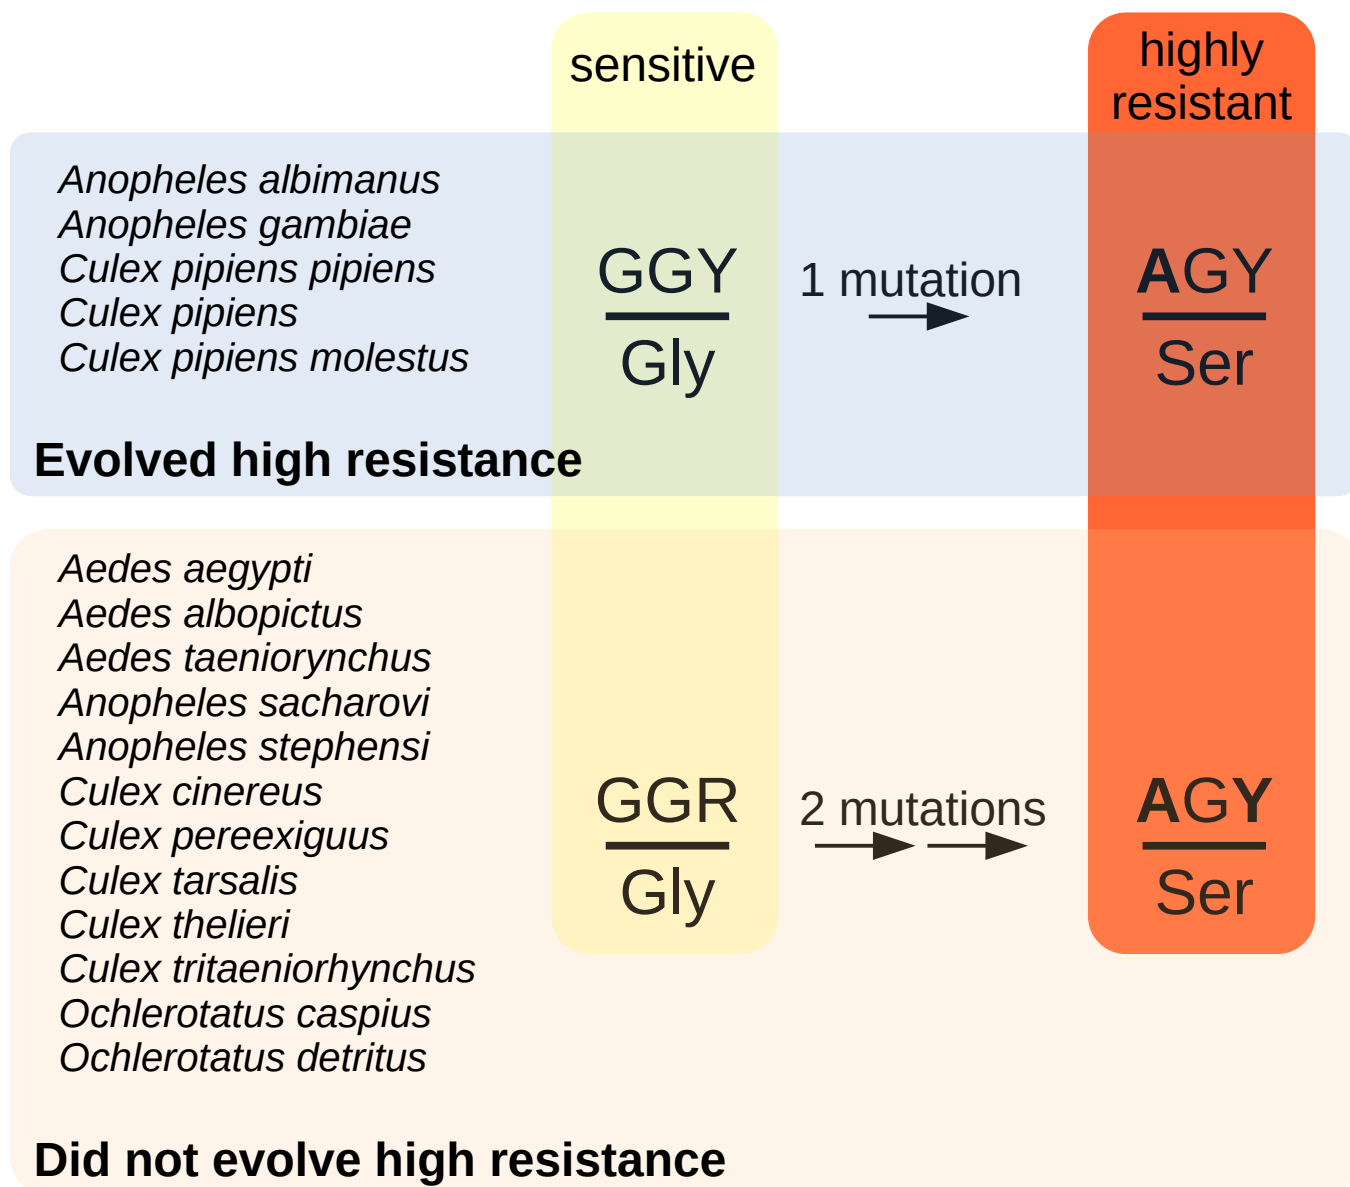 sensitive
highly
resistant
Anopheles albimanus
Anopheles gambiae
Culex pipiens pipiens
Culex pipiens
Culex pipiens molestus
GGY
Gly
1 mutation
AGY
Ser
Evolved high resistance
Aedes aegypti
Aedes albopictus
Aedes taeniorynchus
Anopheles sacharovi
Anopheles stephensi
Culex cinereus
Culex pereexiguus
Culex tarsalis
Culex thelieri
Culex tritaeniorhynchus
Ochlerotatus caspius
Ochlerotatus detritus
GGR
Gly
2 mutations
AGY
Ser
Did not evolve high resistance